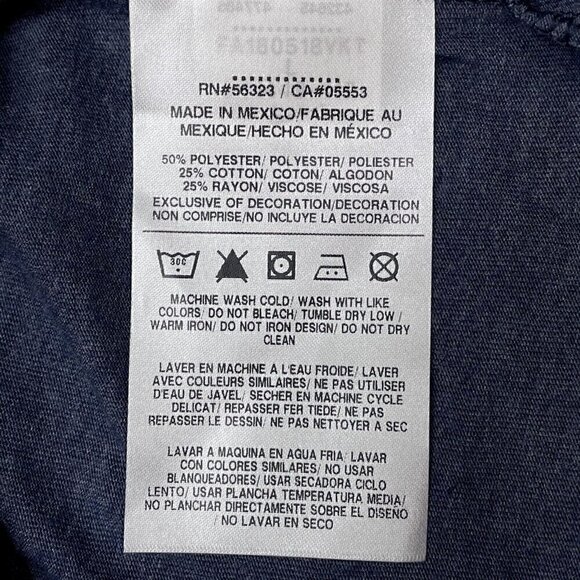 RN#56323 / CA#05553
MADE IN MEXICO/FABRIQUE AU
MEXIQUE/HECHO EN MÉXICO
50% POLYESTER/ POLYESTER/ POLIESTER
25% COTTON/ COTON/ ALGODON
25% RAYON/ VISCOSE/ VISCOSA
EXCLUSIVE OF DECORATION/DECORATION
NON COMPRISE/NO INCLUYE LA DECORACION
30C
MACHINE WASH COLD/ WASH WITH LIKE
COLORS/ DO NOT BLEACH/ TUMBLE DRY LOW /
WARM IRON/ DO NOT IRON DESIGN/ DO NOT DRY
CLEAN
LAVER EN MACHINE A L'EAU FROIDE/ LAVER
AVEC COULEURS SIMILAIRES/ NE PAS UTILISER
D'EAU DE JAVEL/ SECHER EN MACHINE CYCLE
DELICAT/ REPASSER FER TIEDE/ NE PAS
REPASSER LE DESSIN/ NE PAS NETTOYER A SEC
LAVAR A MAQUINA EN AGUA FRIA/ LAVAR
CON COLORES SIMILARES/ NO USAR
BLANQUEADORES/ USAR SECADORA CICLO
LENTO/ USAR PLANCHA TEMPERATURA MEDIA/
NO PLANCHAR DIRECTAMENTE SOBRE EL DISEÑO
/ NO LAVAR EN SECO